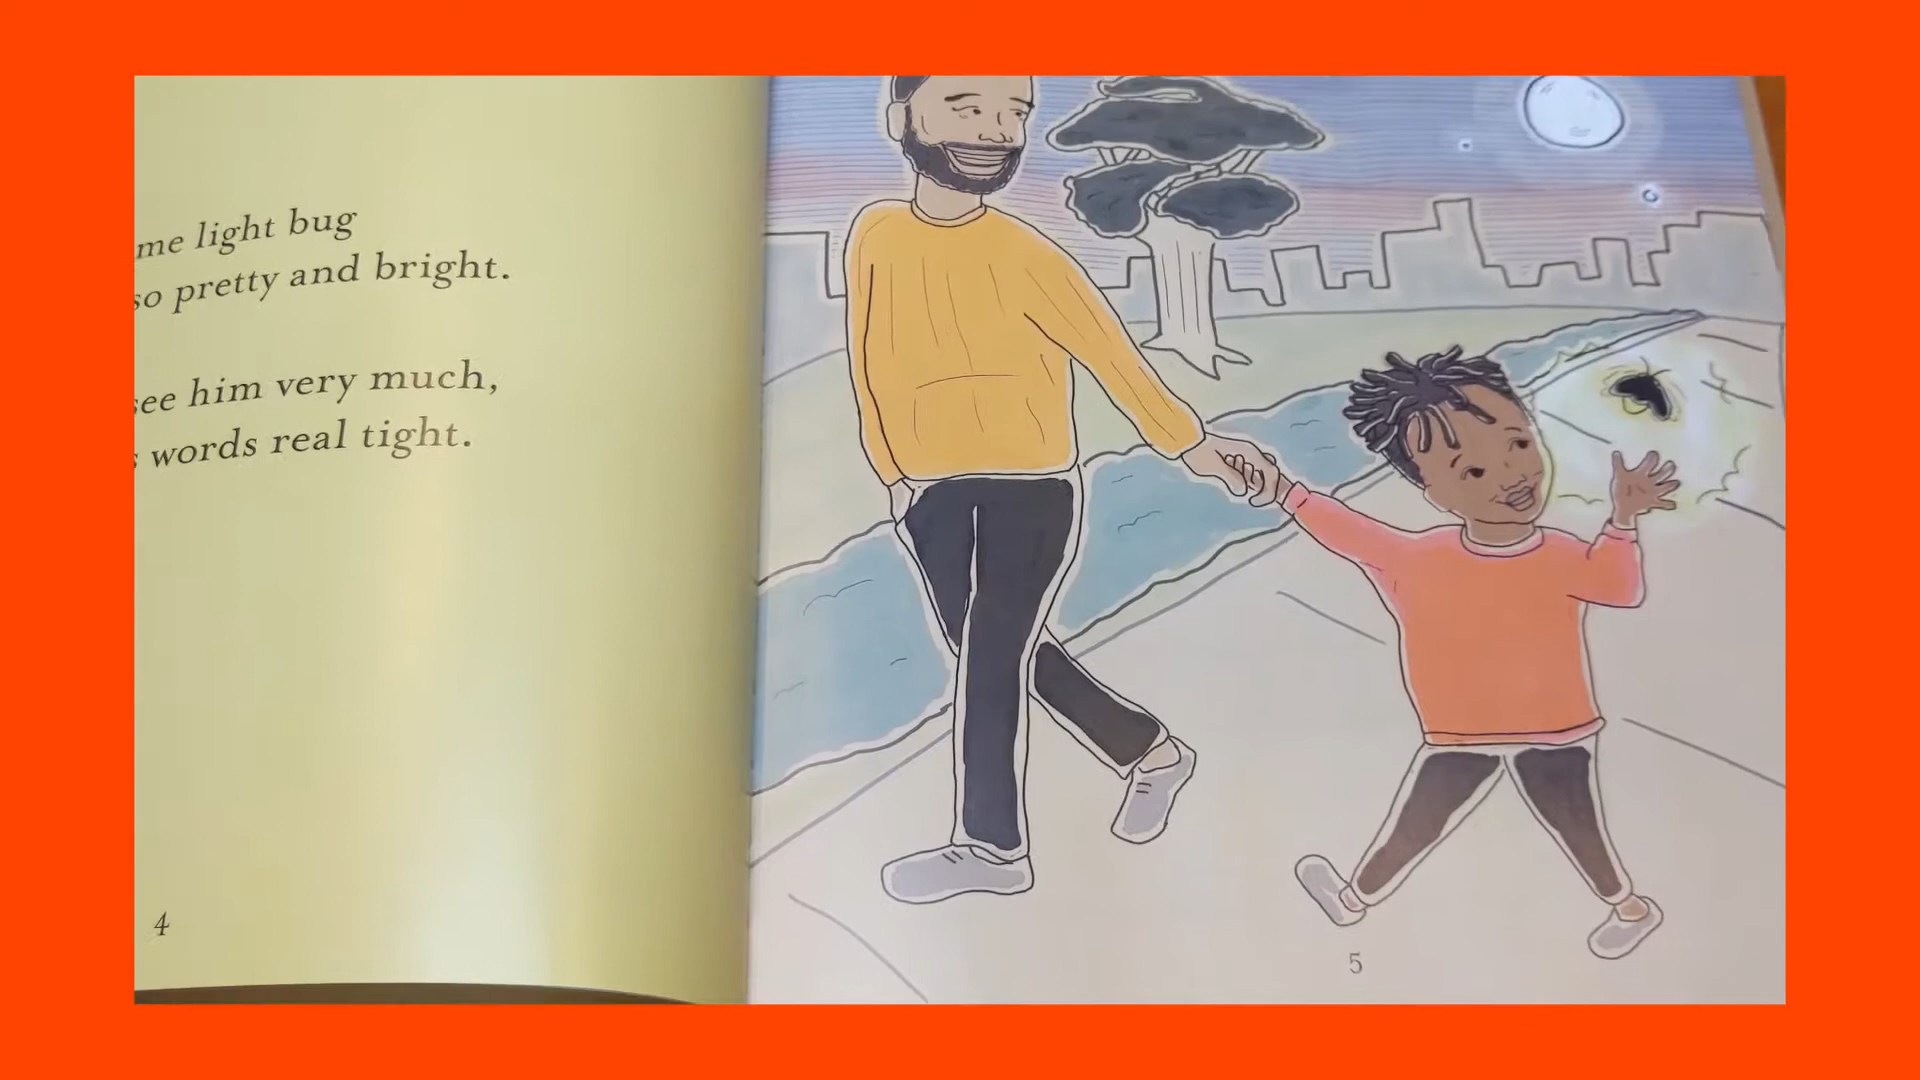 me light bug
so pretty and bright.
see him very much,
words real tight.
4
5